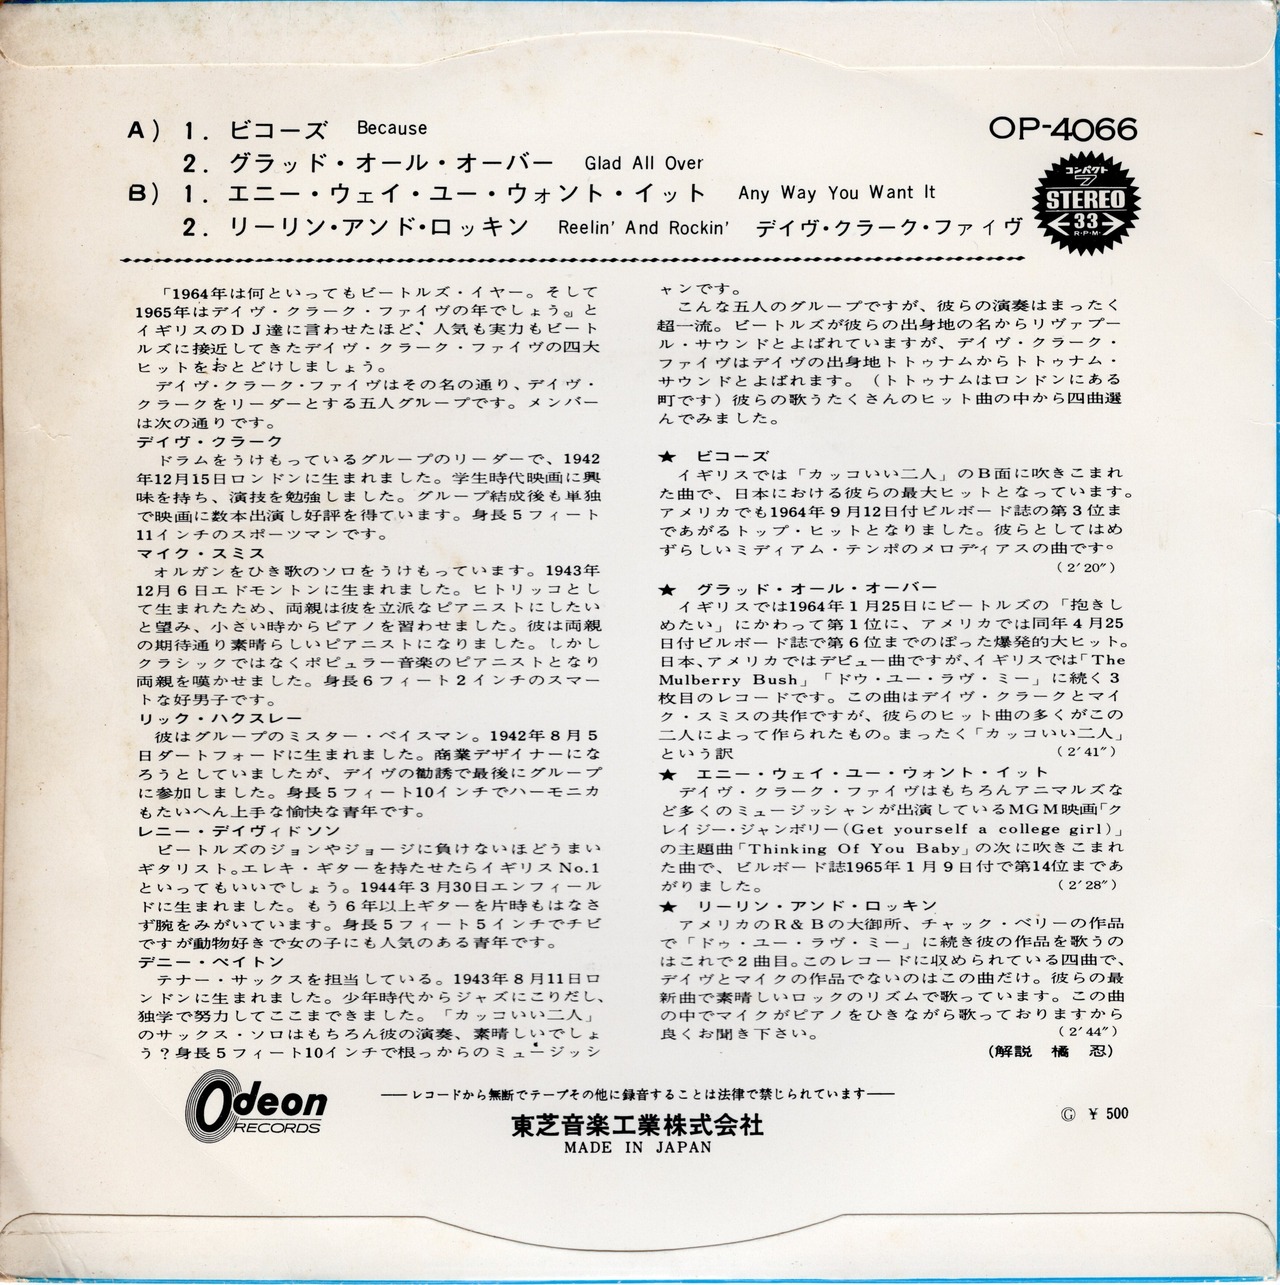 A) 1. ビコーズ Because
2. グラッド・オール・オーバー Glad All Over
B) 1. エニー・ウェイ・ユー・ウォント・イット Any Way You Want It
2. リーリン・アンド・ロッキン Reelin' And Rockin' デイヴ・クラーク・ファイヴ
OP-4066
コンパクト
7
STEREO
33
R・P・M・
「1964年は何といってもビートルズ・イヤー。そして
1965年はデイヴ・クラーク・ファイヴの年でしょう。」と
イギリスのDJ達に言わせたほど、人気も実力もビート
ルズに接近してきたデイヴ・クラーク・ファイヴの四大
ヒットをおとどけしましょう。
デイヴ・クラーク・ファイヴはその名の通り、デイヴ・
クラークをリーダーとする五人グループです。メンバー
は次の通りです。
デイヴ・クラーク
ドラムをうけもっているグループのリーダーで、1942
年12月15日ロンドンに生まれました。学生時代映画に興
味を持ち、演技を勉強しました。グループ結成後も単独
で映画に数本出演し好評を得ています。身長5フィート
11インチのスポーツマンです。
マイク・スミス
オルガンをひき歌のソロをうけもっています。1943年
12月6日エドモントンに生まれました。ヒトリッコとし
て生まれたため、両親は彼を立派なピアニストにしたい
と望み、小さい時からピアノを習わせました。彼は両親
の期待通り素晴らしいピアニストになりました。しかし
クラシックではなくポピュラー音楽のピアニストとなり
両親を嘆かせました。身長6フィート2インチのスマー
トな好男子です。
リック・ハクスレー
彼はグループのミスター・ベイスマン。1942年8月5
日ダートフォードに生まれました。商業デザイナーにな
ろうとしていましたが、デイヴの勧誘で最後にグループ
に参加しました。身長5フィート10インチでハーモニカ
もたいへん上手な愉快な青年です。
レニー・デイヴィドソン
ビートルズのジョンやジョージに負けないほどうまい
ギタリスト。エレキ・ギターを持たせたらイギリスNo.1
といってもいいでしょう。1944年3月30日エンフィール
ドに生まれました。もう6年以上ギターを片時もはなさ
ず腕をみがいています。身長5フィート5インチでチビ
ですが動物好きで女の子にも人気のある青年です。
デニー・ペイトン
テナー・サックスを担当している。1943年8月11日ロ
ンドンに生まれました。少年時代からジャズにこりだし、
独学で努力してここまできました。「カッコいい二人」
のサックス・ソロはもちろん彼の演奏、素晴しいでしょ
う?身長5フィート10インチで根っからのミュージッシ
ャンです。
こんな五人のグループですが、彼らの演奏はまったく
超一流。ビートルズが彼らの出身地の名からリヴァプー
ル・サウンドとよばれていますが、デイヴ・クラーク・
ファイヴはデイヴの出身地トトゥナムからトトゥナム・
サウンドとよばれます。(トトゥナムはロンドンにある
町です)彼らの歌うたくさんのヒット曲の中から四曲選
んでみました。
★ ビコーズ
イギリスでは「カッコいい二人」のB面に吹きこまれ
た曲で、日本における彼らの最大ヒットとなっています。
アメリカでも1964年9月12日付ビルボード誌の第3位ま
であがるトップ・ヒットとなりました。彼らとしてはめ
ずらしいミディアム・テンポのメロディアスの曲です。
(2'20")
★ グラッド・オール・オーバー
イギリスでは1964年1月25日にビートルズの「抱きし
めたい」にかわって第1位に、アメリカでは同年4月25
日付ビルボード誌で第6位までのぼった爆発的大ヒット。
日本、アメリカではデビュー曲ですが、イギリスでは「The
Mulberry Bush」「ドウ・ユー・ラヴ・ミー」に続く3
枚目のレコードです。この曲はデイヴ・クラークとマイ
ク・スミスの共作ですが、彼らのヒット曲の多くがこの
二人によって作られたもの。まったく「カッコいい二人」
という訳 (2'41")
★ エニー・ウェイ・ユー・ウォント・イット
デイヴ・クラーク・ファイヴはもちろんアニマルズな
ど多くのミュージッシャンが出演しているMGM映画「ク
レイジー・ジャンボリー(Get yourself a college girl)」
の主題曲「Thinking Of You Baby」の次に吹きこまれ
た曲で、ビルボード誌1965年1月9日付で第14位まであ
がりました。 (2'28")
★ リーリン・アンド・ロッキン
アメリカのR&Bの大御所、チャック・ベリーの作品
で「ドゥ・ユー・ラヴ・ミー」に続き彼の作品を歌うの
はこれで2曲目。このレコードに収められている四曲で、
デイヴとマイクの作品でないのはこの曲だけ。彼らの最
新曲で素晴しいロックのリズムで歌っています。この曲
の中でマイクがピアノをひきながら歌っておりますから
良くお聞き下さい。 (2'44")
(解説 橘 忍)
Odeon
RECORDS
——レコードから無断でテープその他に録音することは法律で禁じられています——
東芝音楽工業株式会社
MADE IN JAPAN
Ⓖ ¥ 500